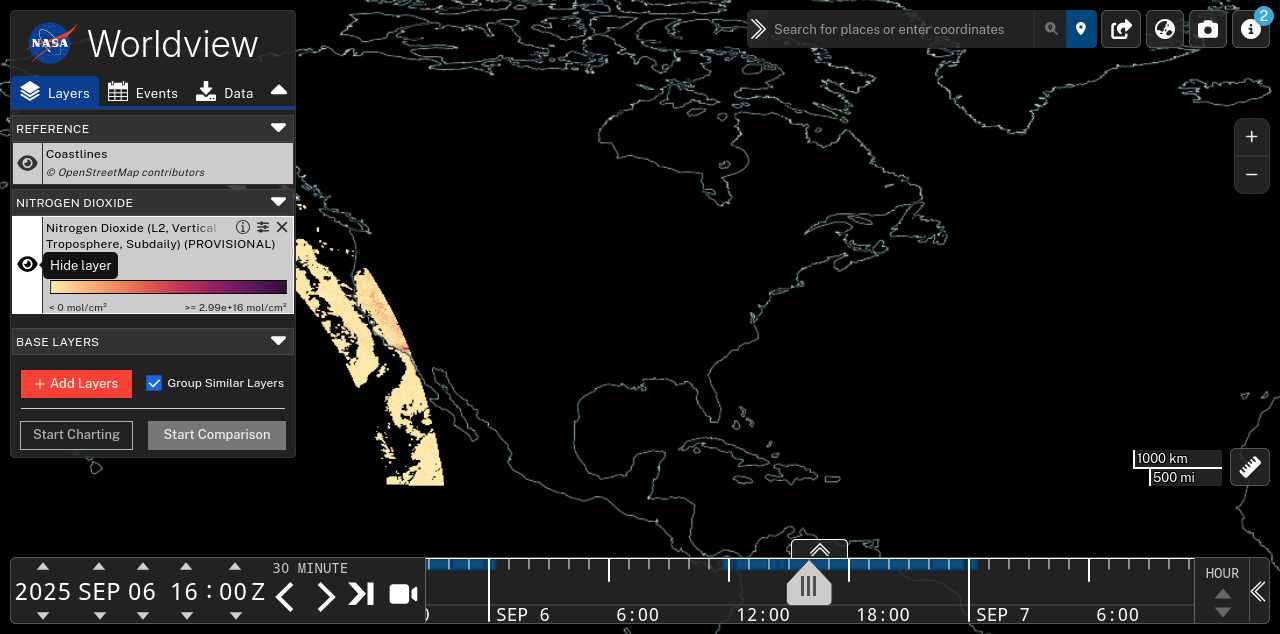 NASA
Worldview
Layers
Events
Data
REFERENCE
Coastlines
© OpenStreetMap contributors
NITROGEN DIOXIDE
Nitrogen Dioxide (L2, Vertical
Troposphere, Subdaily) (PROVISIONAL)
Hide layer
< 0 mol/cm²
>= 2.99e+16 mol/cm²
BASE LAYERS
+ Add Layers
Group Similar Layers
Start Charting
Start Comparison
Search for places or enter coordinates
2
+
−
1000 km
500 mi
2025 SEP 06 16:00 Z
30 MINUTE
SEP 6
6:00
12:00
18:00
SEP 7
6:00
HOUR